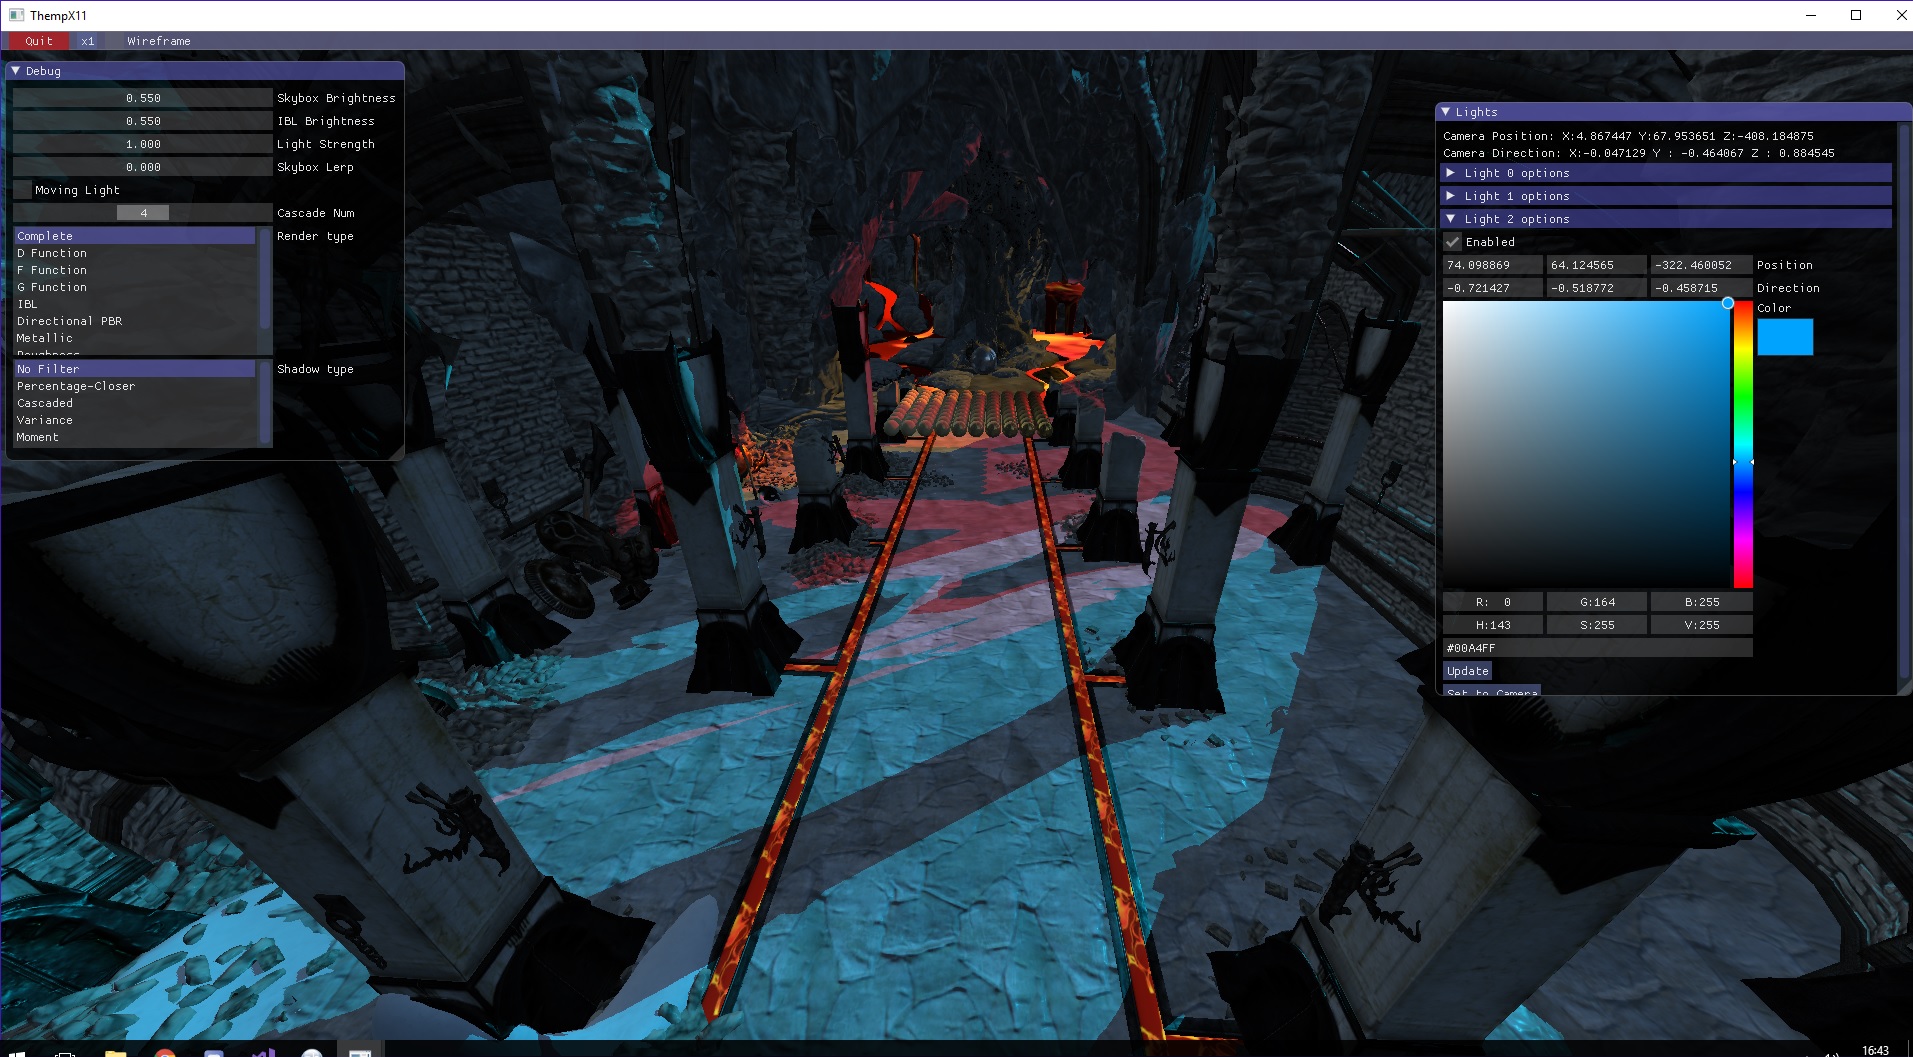 ThempX11
Quit x1 Wireframe
Debug
0.550 Skybox Brightness
0.550 IBL Brightness
1.000 Light Strength
0.000 Skybox Lerp
Moving Light
4 Cascade Num
Complete Render type
D Function
F Function
G Function
IBL
Directional PBR
Metallic
Roughness
No Filter Shadow type
Percentage-Closer
Cascaded
Variance
Moment
Lights
Camera Position: X:4.867447 Y:67.953651 Z:-408.184875
Camera Direction: X:-0.047129 Y : -0.464067 Z : 0.884545
Light 0 options
Light 1 options
Light 2 options
Enabled
74.098869 64.124565 -322.460052 Position
-0.721427 -0.518772 -0.458715 Direction
Color
R: 0 G:164 B:255
H:143 S:255 V:255
#00A4FF
Update
Set to Camera
16:43